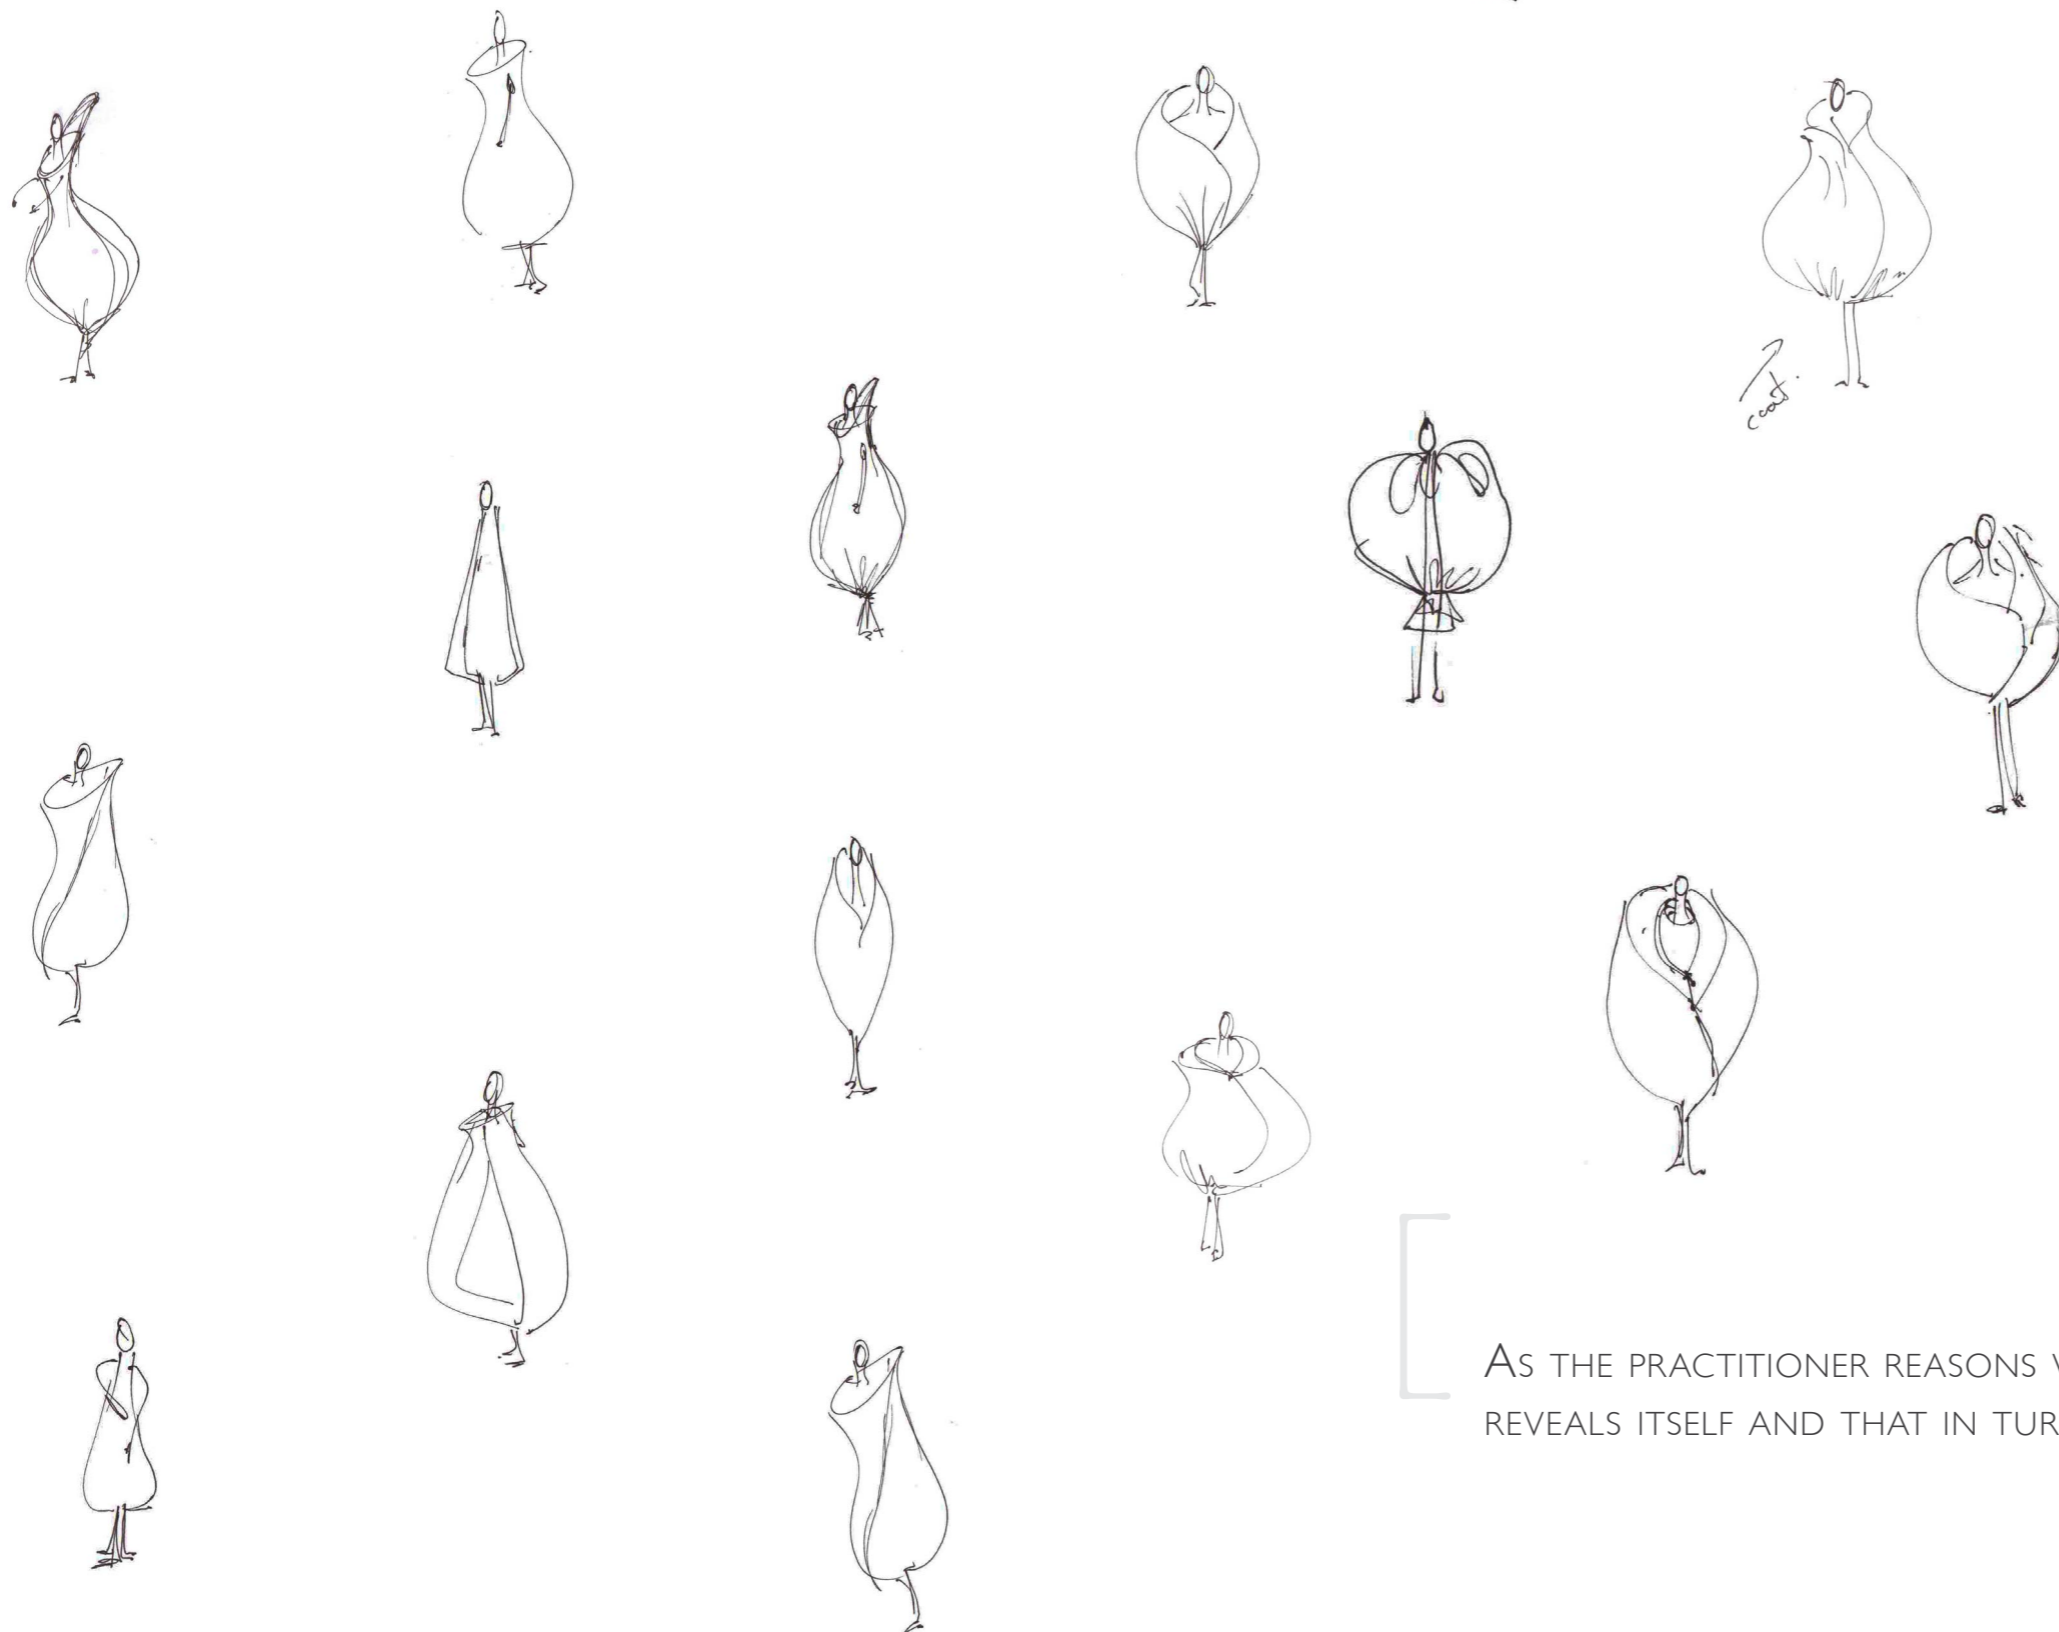 coat.
AS THE PRACTITIONER REASONS
REVEALS ITSELF AND THAT IN TUR